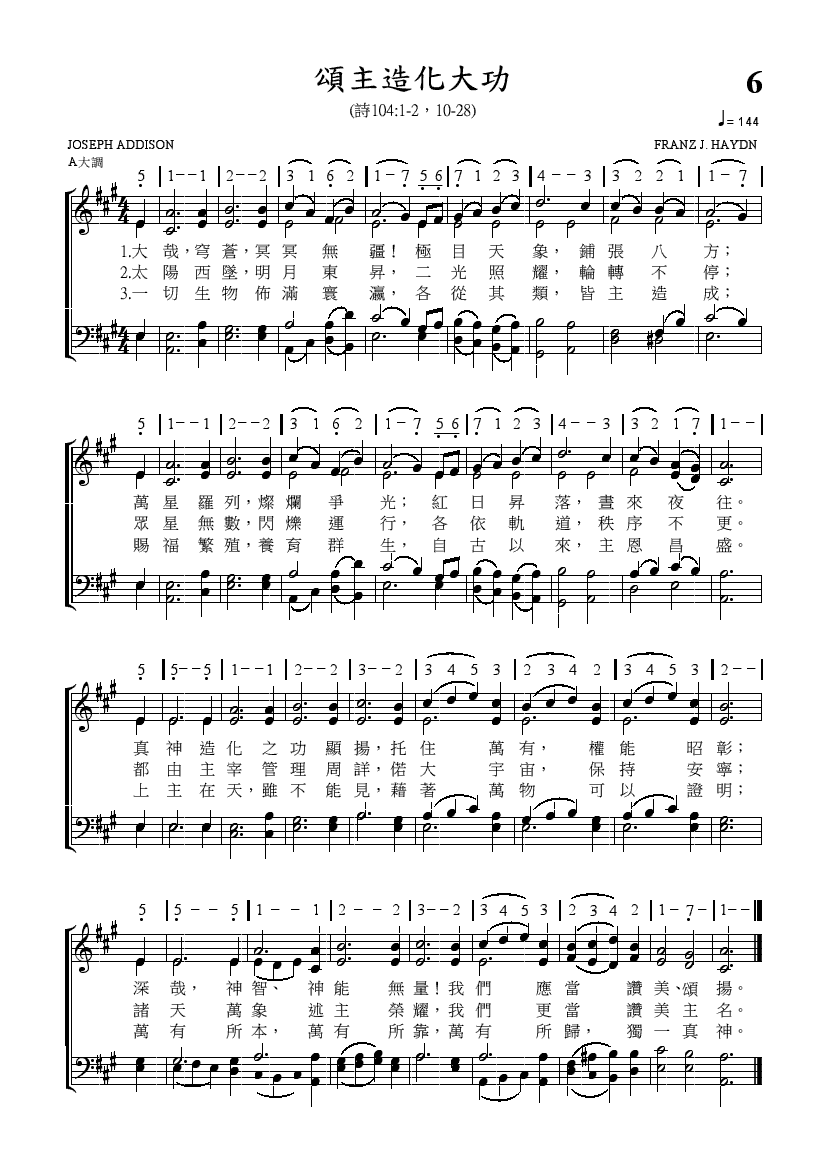 頌主造化大功
6
(詩104:1-2，10-28)
♩= 144
JOSEPH ADDISON
FRANZ J. HAYDN
A大調
5 | 1 - - 1 | 2 - - 2 | 3 1 6 2 | 1 - 7 5 6 | 7 1 2 3 | 4 - - 3 | 3 2 2 1 | 1 - 7 |
1.大哉，穹蒼，冥冥無疆！極目天象，鋪張八方；
2.太陽西墜，明月東昇，二光照耀，輪轉不停；
3.一切生物佈滿寰瀛，各從其類，皆主造成；
5 | 1 - - 1 | 2 - - 2 | 3 1 6 2 | 1 - 7 5 6 | 7 1 2 3 | 4 - - 3 | 3 2 1 7 | 1 - - |
萬星羅列，燦爛爭光；紅日昇落，晝來夜往。
眾星無數，閃爍運行，各依軌道，秩序不更。
賜福繁殖，養育群生，自古以來，主恩昌盛。
5 | 5 - - 5 | 1 - - 1 | 2 - - 2 | 3 - - 2 | 3 4 5 3 | 2 3 4 2 | 3 4 5 3 | 2 - - |
真神造化之功顯揚，托住萬有，權能昭彰；
都由主宰管理周詳，偌大宇宙，保持安寧；
上主在天，雖不能見，藉著萬物可以證明；
5 | 5 - - 5 | 1 - - 1 | 2 - - 2 | 3 - - 2 | 3 4 5 3 | 2 3 4 2 | 1 - 7 - | 1 - -
深哉，神智、神能無量！我們應當讚美、頌揚。
諸天萬象述主榮耀，我們更當讚美主名。
萬有所本，萬有所靠，萬有所歸，獨一真神。